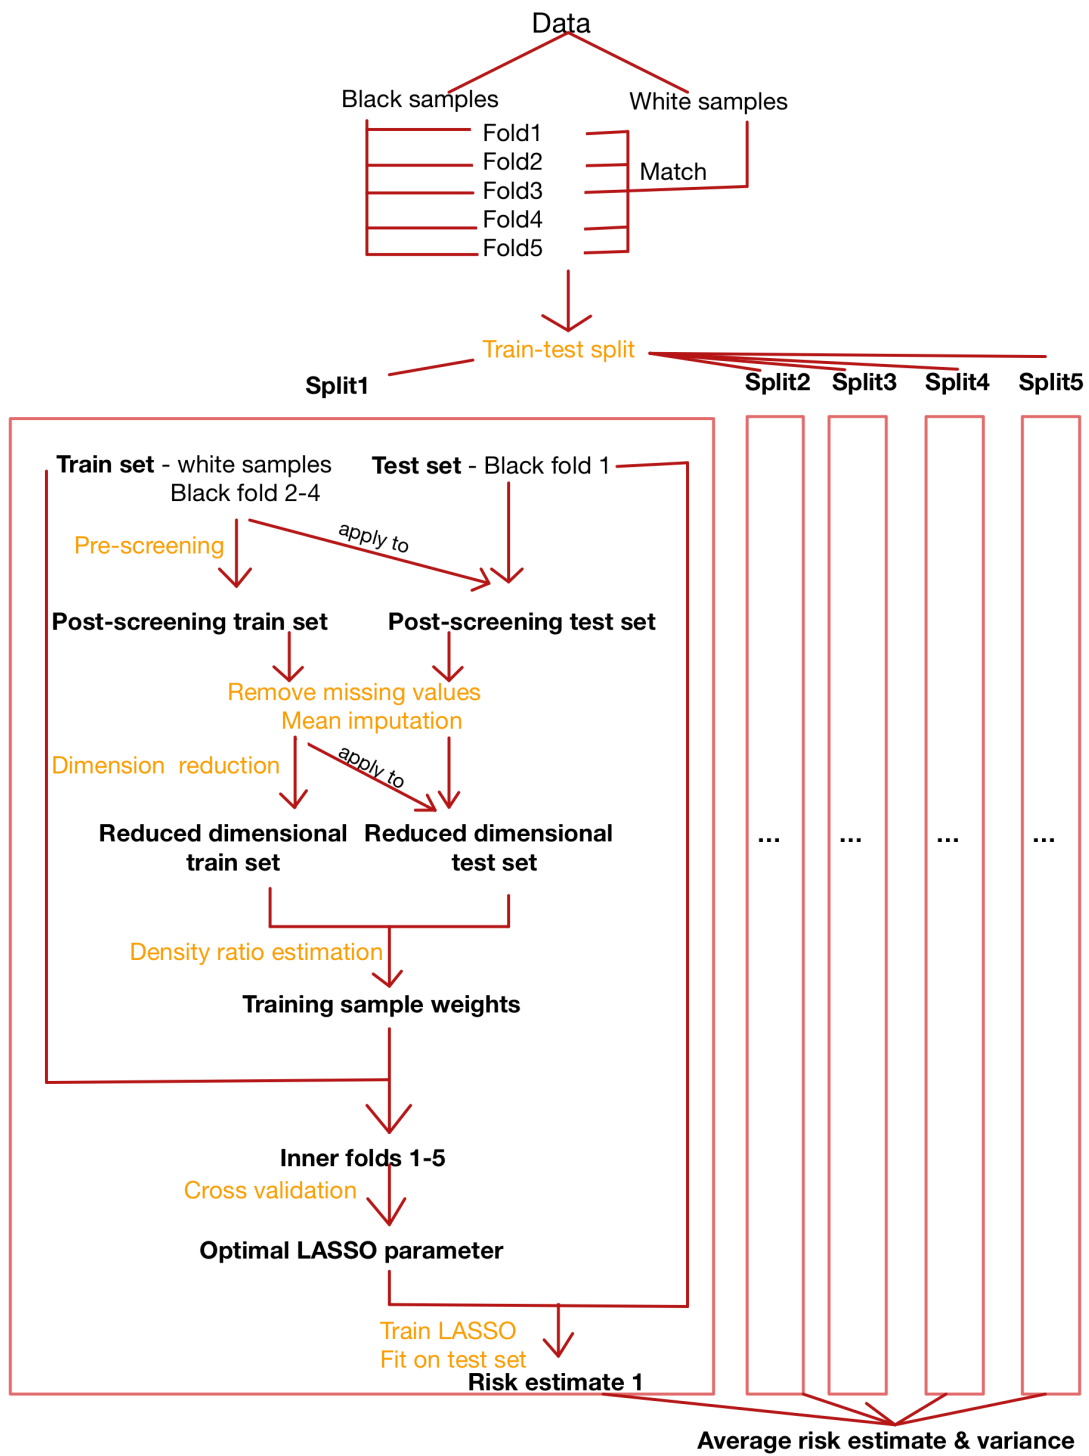 Data
Black samples
White samples
Fold1
Fold2
Match
Fold3
Fold4
Fold5
Train-test split
Split1
Split2
Split3
Split4
Split5
Train set - white samples
Black fold 2-4
Test set - Black fold 1
Pre-screening
apply to
Post-screening train set
Post-screening test set
Remove missing values
Mean imputation
Dimension reduction
apply to
Reduced dimensional
train set
Reduced dimensional
test set
...
...
...
...
Density ratio estimation
Training sample weights
Inner folds 1-5
Cross validation
Optimal LASSO parameter
Train LASSO
Fit on test set
Risk estimate 1
Average risk estimate & variance